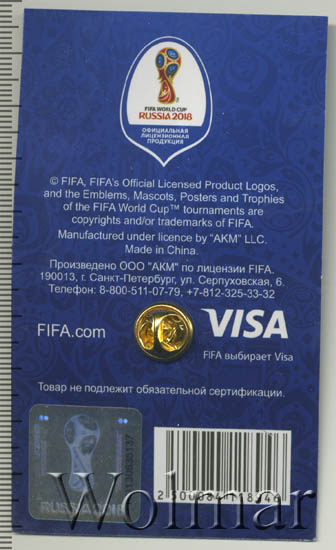 FIFA WORLD CUP
RUSSIA 2018
ОФИЦИАЛЬНАЯ
ЛИЦЕНЗИОННАЯ
ПРОДУКЦИЯ
© FIFA, FIFA's Official Licensed Product Logos,
and the Emblems, Mascots, Posters and Trophies
of the FIFA World Cup™ tournaments are
copyrights and/or trademarks of FIFA.
Manufactured under licence by "AKM" LLC.
Made in China.
Произведено ООО "АКМ" по лицензии FIFA.
190013, г. Санкт-Петербург, ул. Серпуховская, 6.
Телефон: 8-800-511-07-79, +7-812-325-33-32
FIFA.com
VISA
FIFA выбирает Visa
Товар не подлежит обязательной сертификации.
RUSSIA 2018
Wolmar